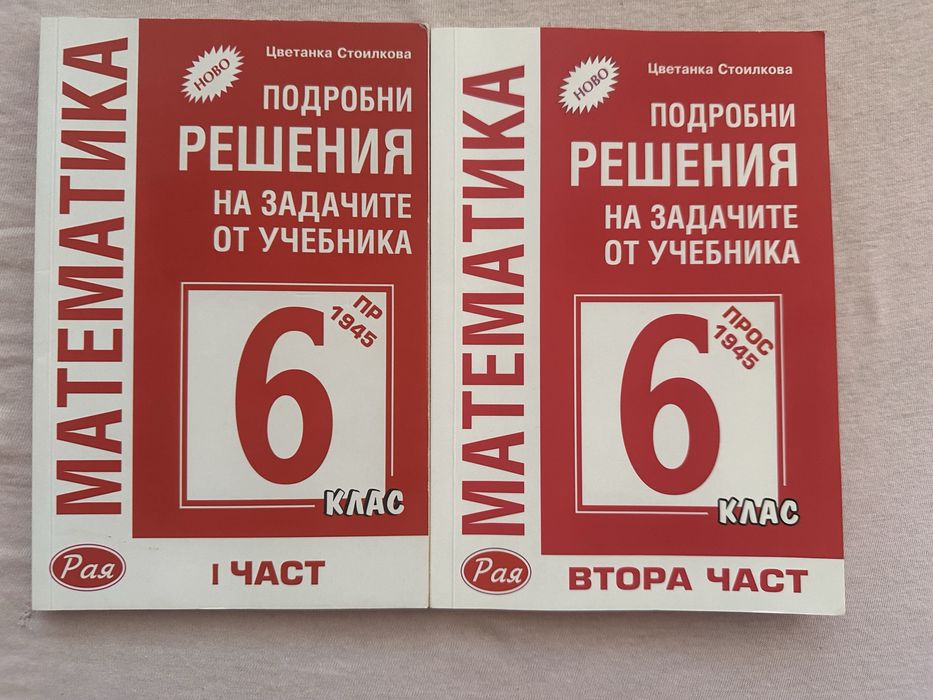 МАТЕМАТИКА
НОВО
Цветанка Стоилкова
ПОДРОБНИ
РЕШЕНИЯ
НА ЗАДАЧИТЕ
ОТ УЧЕБНИКА
ПР
1945
6
КЛАС
Рая
I ЧАСТ
МАТЕМАТИКА
НОВО
Цветанка Стоилкова
ПОДРОБНИ
РЕШЕНИЯ
НА ЗАДАЧИТЕ
ОТ УЧЕБНИКА
ПРОС
1945
6
КЛАС
Рая
ВТОРА ЧАСТ